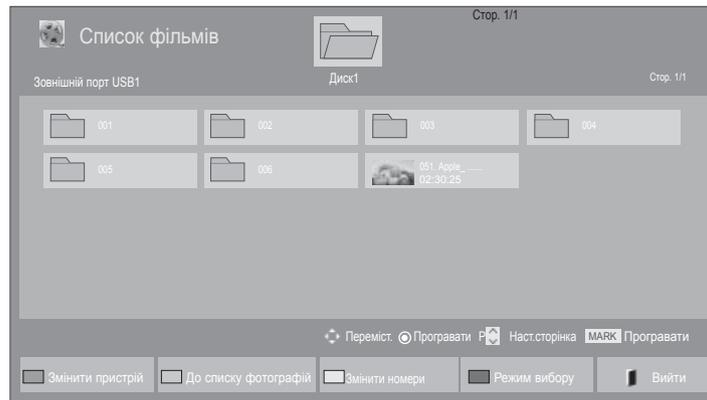 Стор. 1/1
Список фільмів
Зовнішній порт USB1
Диск1
Стор. 1/1
001
002
003
004
005
006
051. Apple_ ......
02:30:25
Переміст. Програвати P Наст.сторінка MARK Програвати
Змінити пристрій
До списку фотографій
Змінити номери
Режим вибору
Вийти